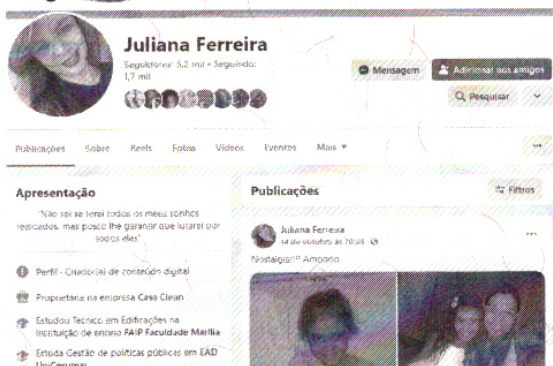 Juliana Ferreira
Seguidores: 5,2 mil • Seguindo:
1,7 mil
Mensagem
Adicionar aos amigos
Pesquisar
Publicações Sobre Reels Fotos Vídeos Eventos Mais
Apresentação
"Não sei se terei todos os meus sonhos
realizados, mas posso lhe garantir que lutarei por
todos eles"
Perfil · Criador(a) de conteúdo digital
Proprietária na empresa Casa Clean
Estudou Técnico em Edificações na
instituição de ensino FAIP Faculdade Marília
Estuda Gestão de políticas públicas em EAD
UniCesumar
Publicações
Filtros
Juliana Ferreira
de outubro às
Nostalgia!!